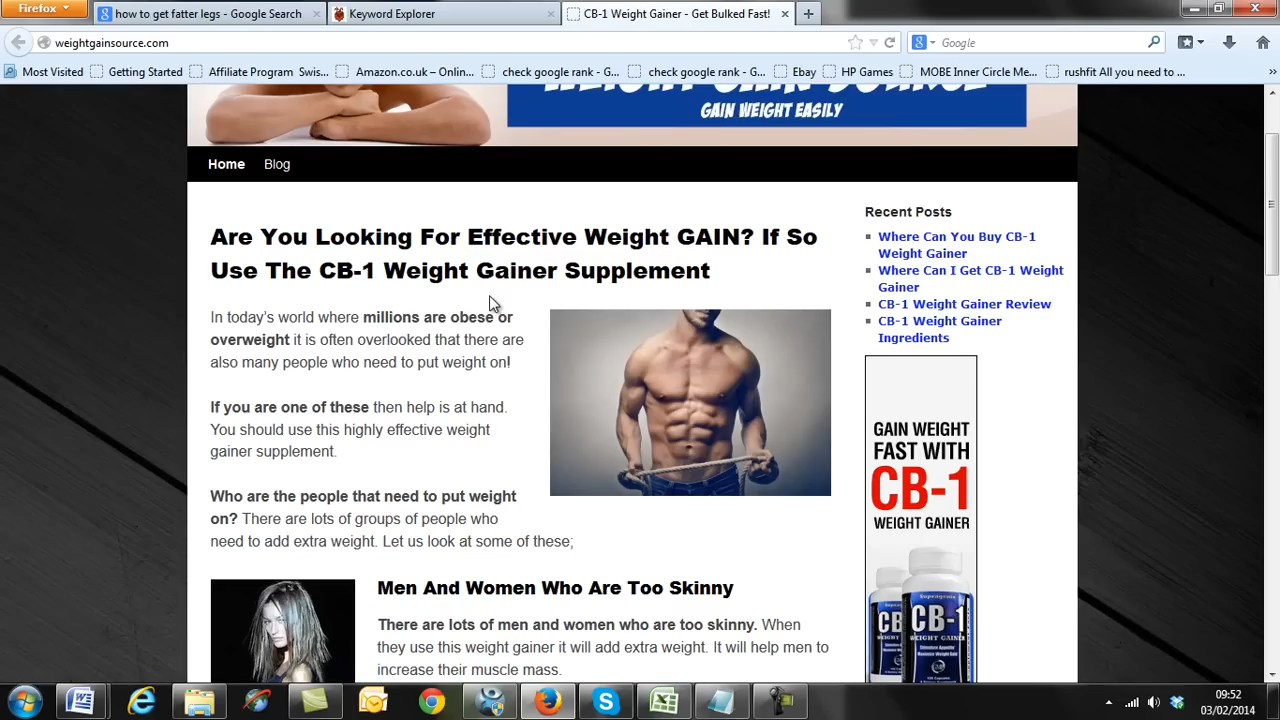 Firefox
how to get fatter legs - Google Search
Keyword Explorer
CB-1 Weight Gainer - Get Bulked Fast!
weightgainsource.com
Google
Most Visited
Getting Started
Affiliate Program Swis...
Amazon.co.uk – Onlin...
check google rank - G...
check google rank - G...
Ebay
HP Games
MOBE Inner Circle Me...
rushfit All you need to ...
GAIN WEIGHT EASILY
Home
Blog
Are You Looking For Effective Weight GAIN? If So
Use The CB-1 Weight Gainer Supplement
In today's world where millions are obese or
overweight it is often overlooked that there are
also many people who need to put weight on!
If you are one of these then help is at hand.
You should use this highly effective weight
gainer supplement.
Who are the people that need to put weight
on? There are lots of groups of people who
need to add extra weight. Let us look at some of these;
Men And Women Who Are Too Skinny
There are lots of men and women who are too skinny. When
they use this weight gainer it will add extra weight. It will help men to
increase their muscle mass.
Recent Posts
Where Can You Buy CB-1
Weight Gainer
Where Can I Get CB-1 Weight
Gainer
CB-1 Weight Gainer Review
CB-1 Weight Gainer
Ingredients
GAIN WEIGHT
FAST WITH
CB-1
WEIGHT GAINER
CB-1
WEIGHT GAINER
09:52
03/02/2014